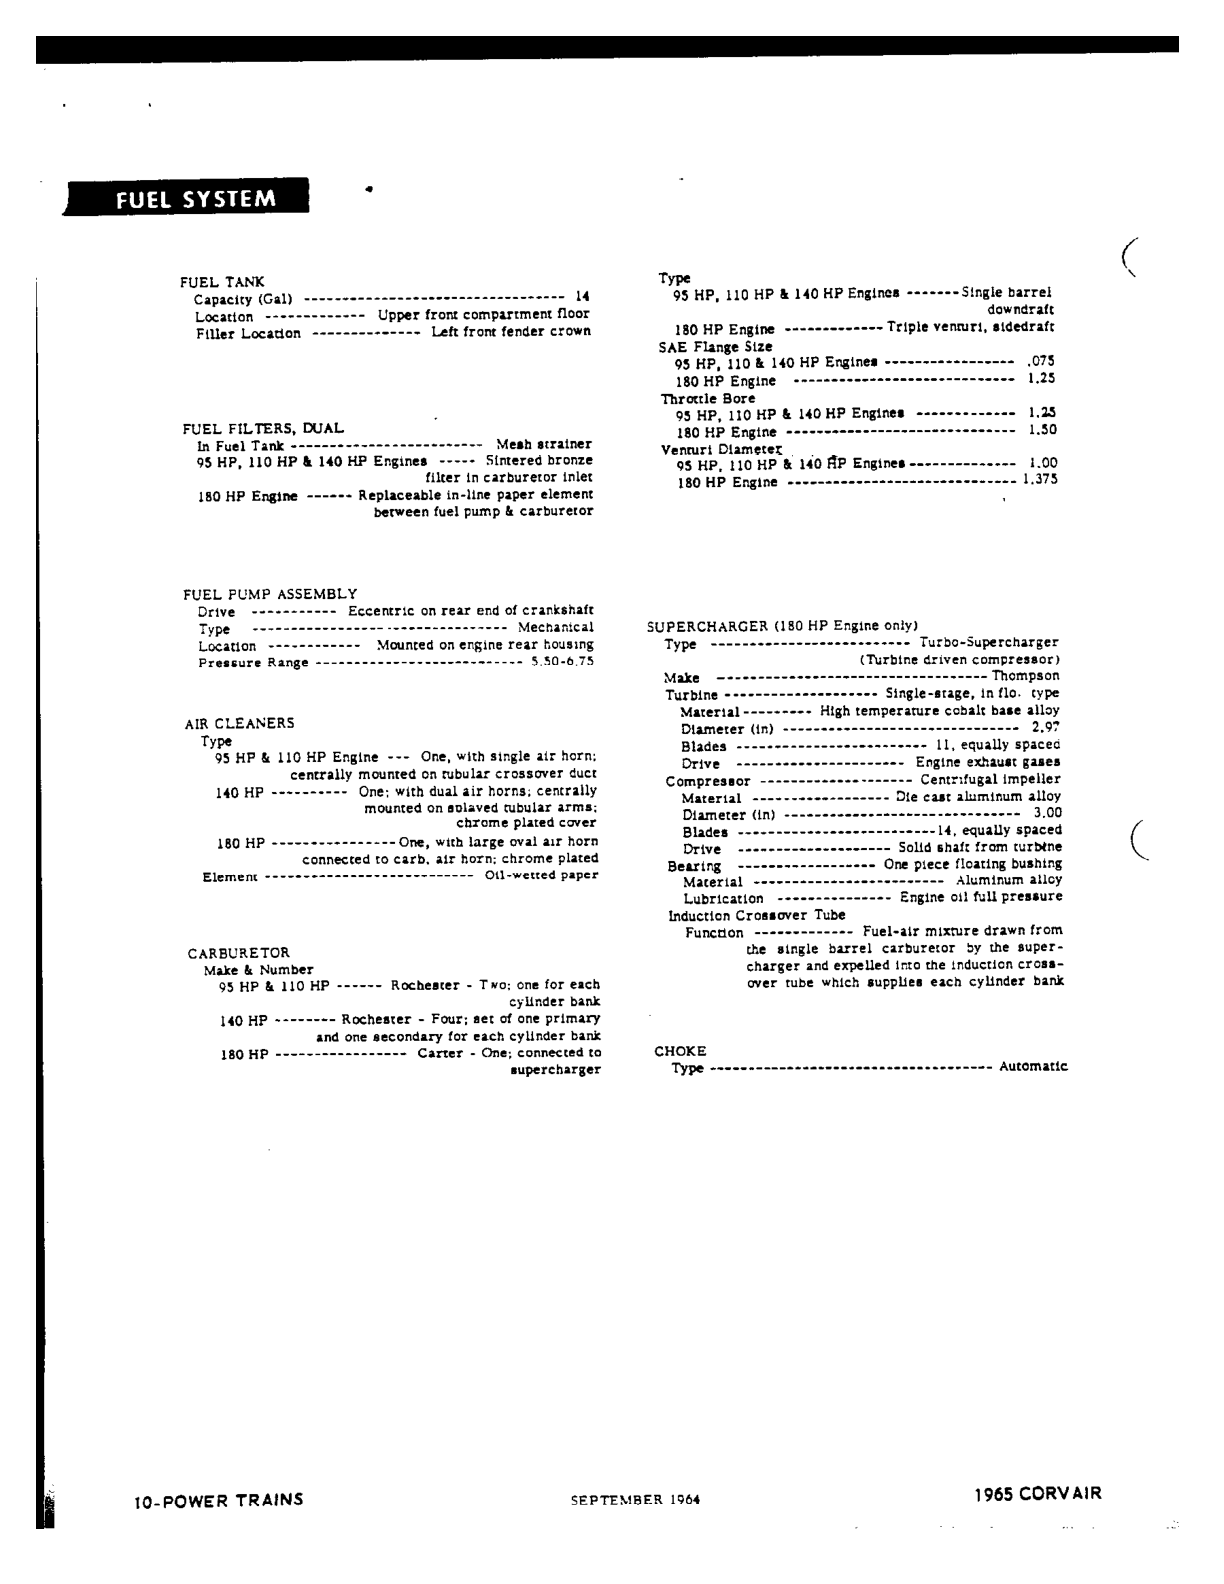 FUEL SYSTEM
FUEL TANK
Capacity (Gal) ---------------------------------- 14
Location ------------- Upper front compartment floor
Filler Location -------------- Left front fender crown
FUEL FILTERS, DUAL
In Fuel Tank ------------------------- Mesh strainer
95 HP, 110 HP & 140 HP Engines ----- Sintered bronze
filter in carburetor inlet
180 HP Engine ------ Replaceable in-line paper element
between fuel pump & carburetor
FUEL PUMP ASSEMBLY
Drive ----------- Eccentric on rear end of crankshaft
Type --------------------------------- Mechanical
Location ------------ Mounted on engine rear housing
Pressure Range --------------------------- 5.50-6.75
AIR CLEANERS
Type
95 HP & 110 HP Engine --- One, with single air horn;
centrally mounted on tubular crossover duct
140 HP ---------- One; with dual air horns; centrally
mounted on splayed tubular arms;
chrome plated cover
180 HP ---------------- One, with large oval air horn
connected to carb. air horn; chrome plated
Element --------------------------- Oil-wetted paper
CARBURETOR
Make & Number
95 HP & 110 HP ------ Rochester - Two; one for each
cylinder bank
140 HP -------- Rochester - Four; set of one primary
and one secondary for each cylinder bank
180 HP ----------------- Carter - One; connected to
supercharger
Type
95 HP, 110 HP & 140 HP Engines ------- Single barrel
downdraft
180 HP Engine ------------- Triple venturi, sidedraft
SAE Flange Size
95 HP, 110 & 140 HP Engines ----------------- .075
180 HP Engine ----------------------------- 1.25
Throttle Bore
95 HP, 110 HP & 140 HP Engines ------------- 1.25
180 HP Engine ------------------------------ 1.50
Venturi Diameter
95 HP, 110 HP & 140 HP Engines -------------- 1.00
180 HP Engine ------------------------------ 1.375
SUPERCHARGER (180 HP Engine only)
Type -------------------------- Turbo-Supercharger
(Turbine driven compressor)
Make ----------------------------------- Thompson
Turbine -------------------- Single-stage, in flo. type
Material --------- High temperature cobalt base alloy
Diameter (in) ------------------------------- 2.97
Blades ------------------------- 11, equally spaced
Drive ---------------------- Engine exhaust gases
Compressor -------------------- Centrifugal impeller
Material ------------------ Die cast aluminum alloy
Diameter (in) ------------------------------- 3.00
Blades -------------------------- 14, equally spaced
Drive -------------------- Solid shaft from turbine
Bearing ------------------ One piece floating bushing
Material ------------------------- Aluminum alloy
Lubrication --------------- Engine oil full pressure
Induction Crossover Tube
Function ------------- Fuel-air mixture drawn from
the single barrel carburetor by the super-
charger and expelled into the induction cross-
over tube which supplies each cylinder bank
CHOKE
Type ------------------------------------- Automatic
10-POWER TRAINS
SEPTEMBER 1964
1965 CORVAIR